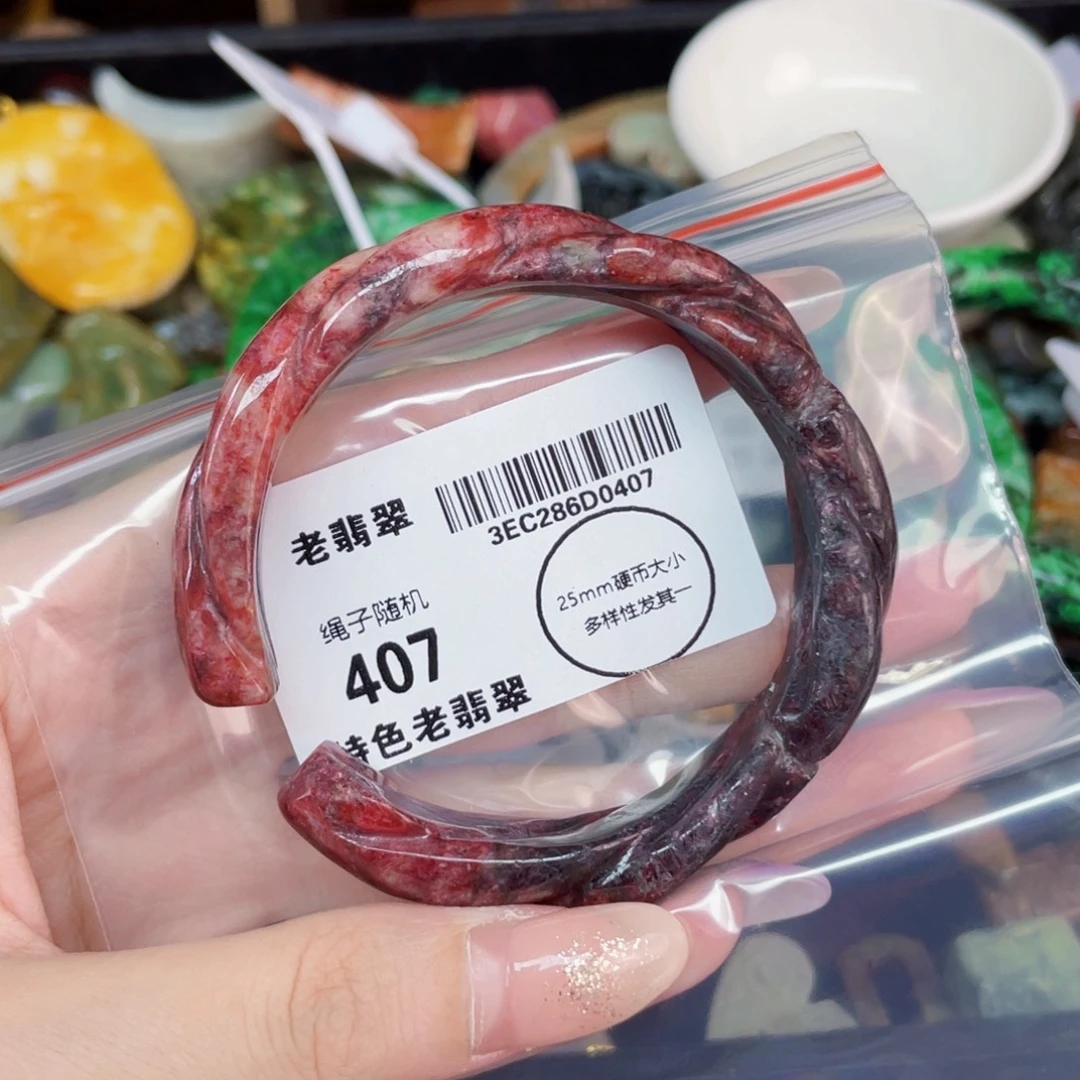 3EC286D0407
老翡翠
25mm硬币大小
多样性发其一
绳子随机
407
特色老翡翠